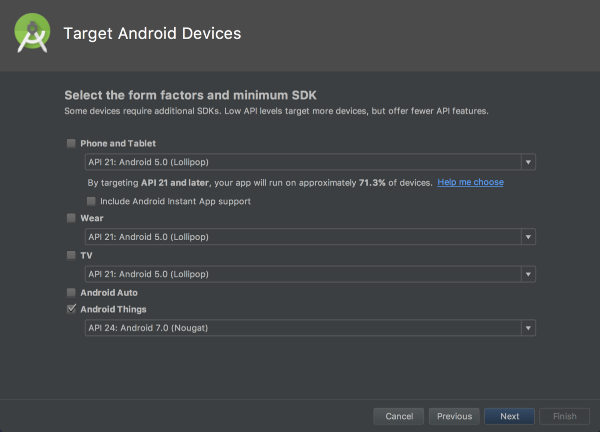 Target Android Devices
Select the form factors and minimum SDK
Some devices require additional SDKs. Low API levels target more devices, but offer fewer API features.
Phone and Tablet
API 21: Android 5.0 (Lollipop)
By targeting API 21 and later, your app will run on approximately 71.3% of devices. Help me choose
Include Android Instant App support
Wear
API 21: Android 5.0 (Lollipop)
TV
API 21: Android 5.0 (Lollipop)
Android Auto
Android Things
API 24: Android 7.0 (Nougat)
Cancel Previous Next Finish